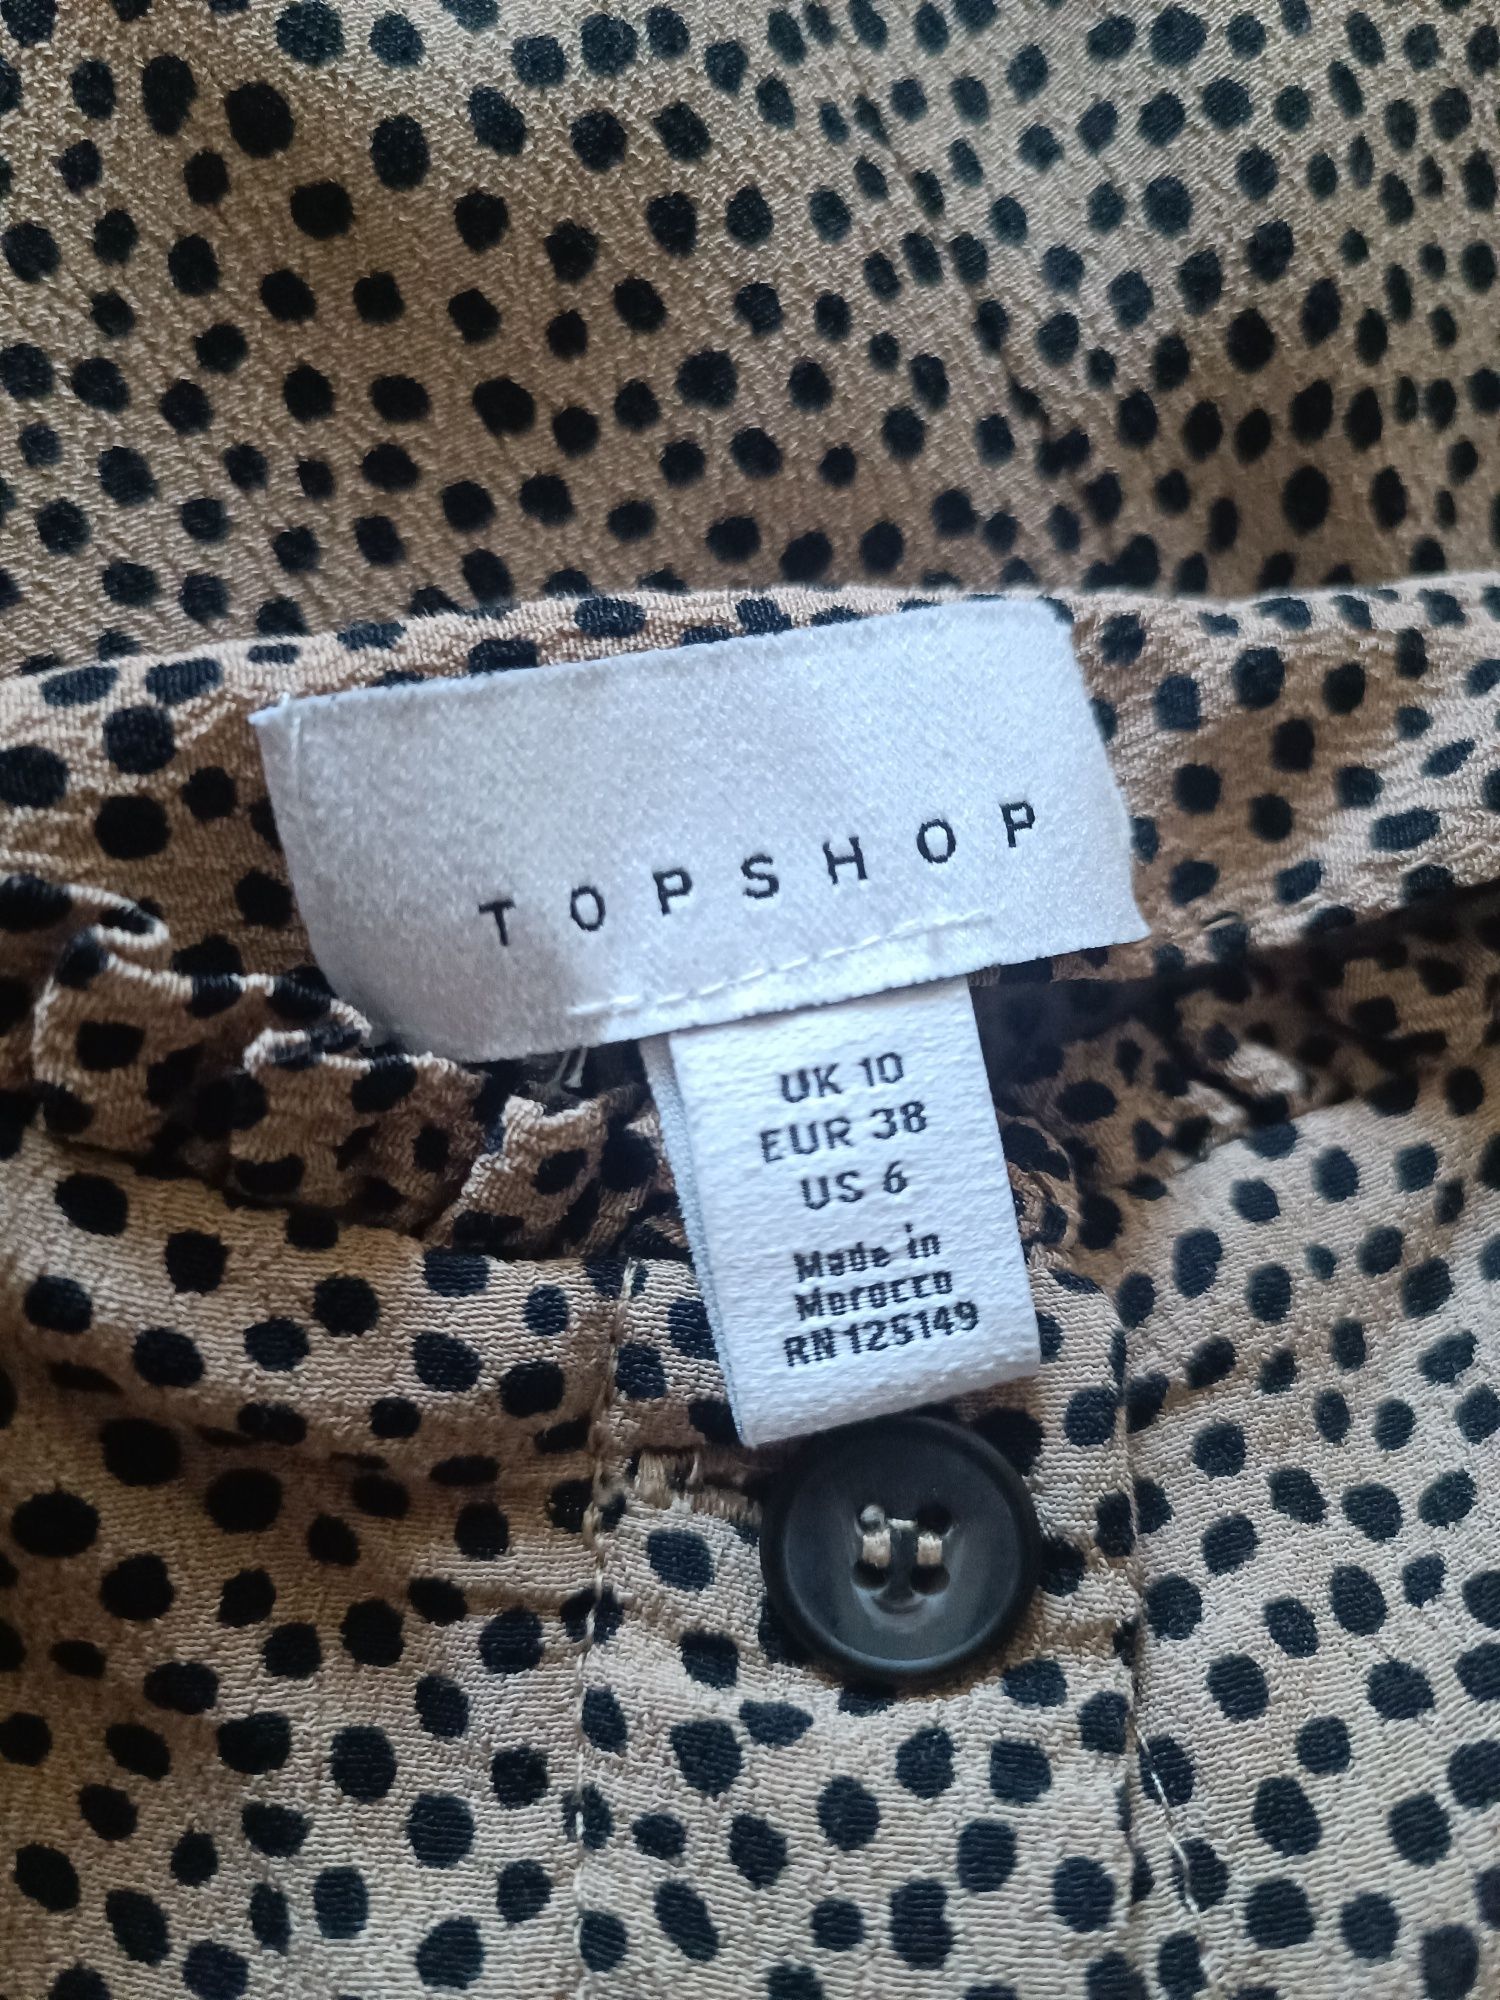 TOPSHOP
UK 10
EUR 38
US 6
Made in
Morocco
RN 125149